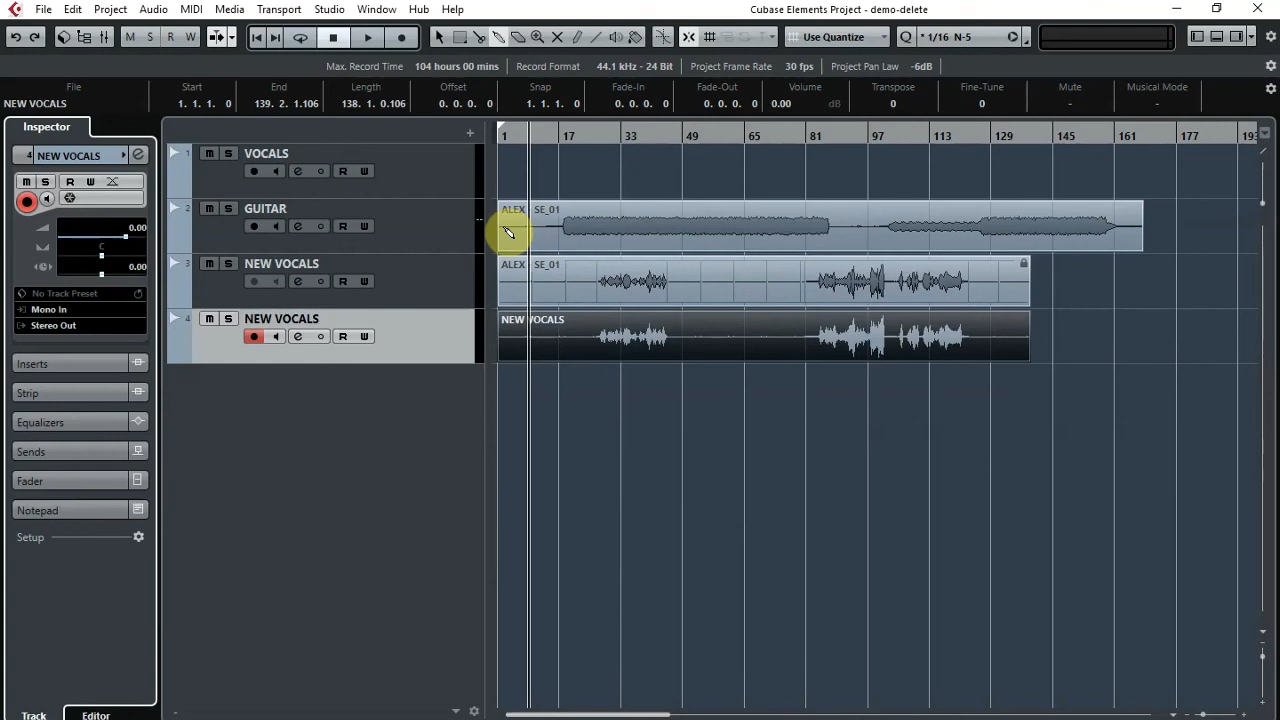 File Edit Project Audio MIDI Media Transport Studio Window Hub Help
Cubase Elements Project - demo-delete
M S R W Use Quantize Q * 1/16 N-5
Max. Record Time 104 hours 00 mins Record Format 44.1 kHz - 24 Bit Project Frame Rate 30 fps Project Pan Law -6dB
File Start End Length Offset Snap Fade-In Fade-Out Volume Transpose Fine-Tune Mute Musical Mode
NEW VOCALS 1. 1. 1. 0 139. 2. 1.106 138. 1. 0.106 0. 0. 0. 0 1. 1. 1. 0 0. 0. 0. 0 0. 0. 0. 0 0.00 dB 0 0 - -
Inspector
1 17 33 49 65 81 97 113 129 145 161 177 193
4 NEW VOCALS
M S R W
0.00
C
0.00
No Track Preset
Mono In
Stereo Out
Inserts
Strip
Equalizers
Sends
Fader
Notepad
Setup
Track Editor
1 M S VOCALS
R W
2 M S GUITAR
R W
ALEX SE_01
3 M S NEW VOCALS
R W
ALEX SE_01
4 M S NEW VOCALS
R W
NEW VOCALS